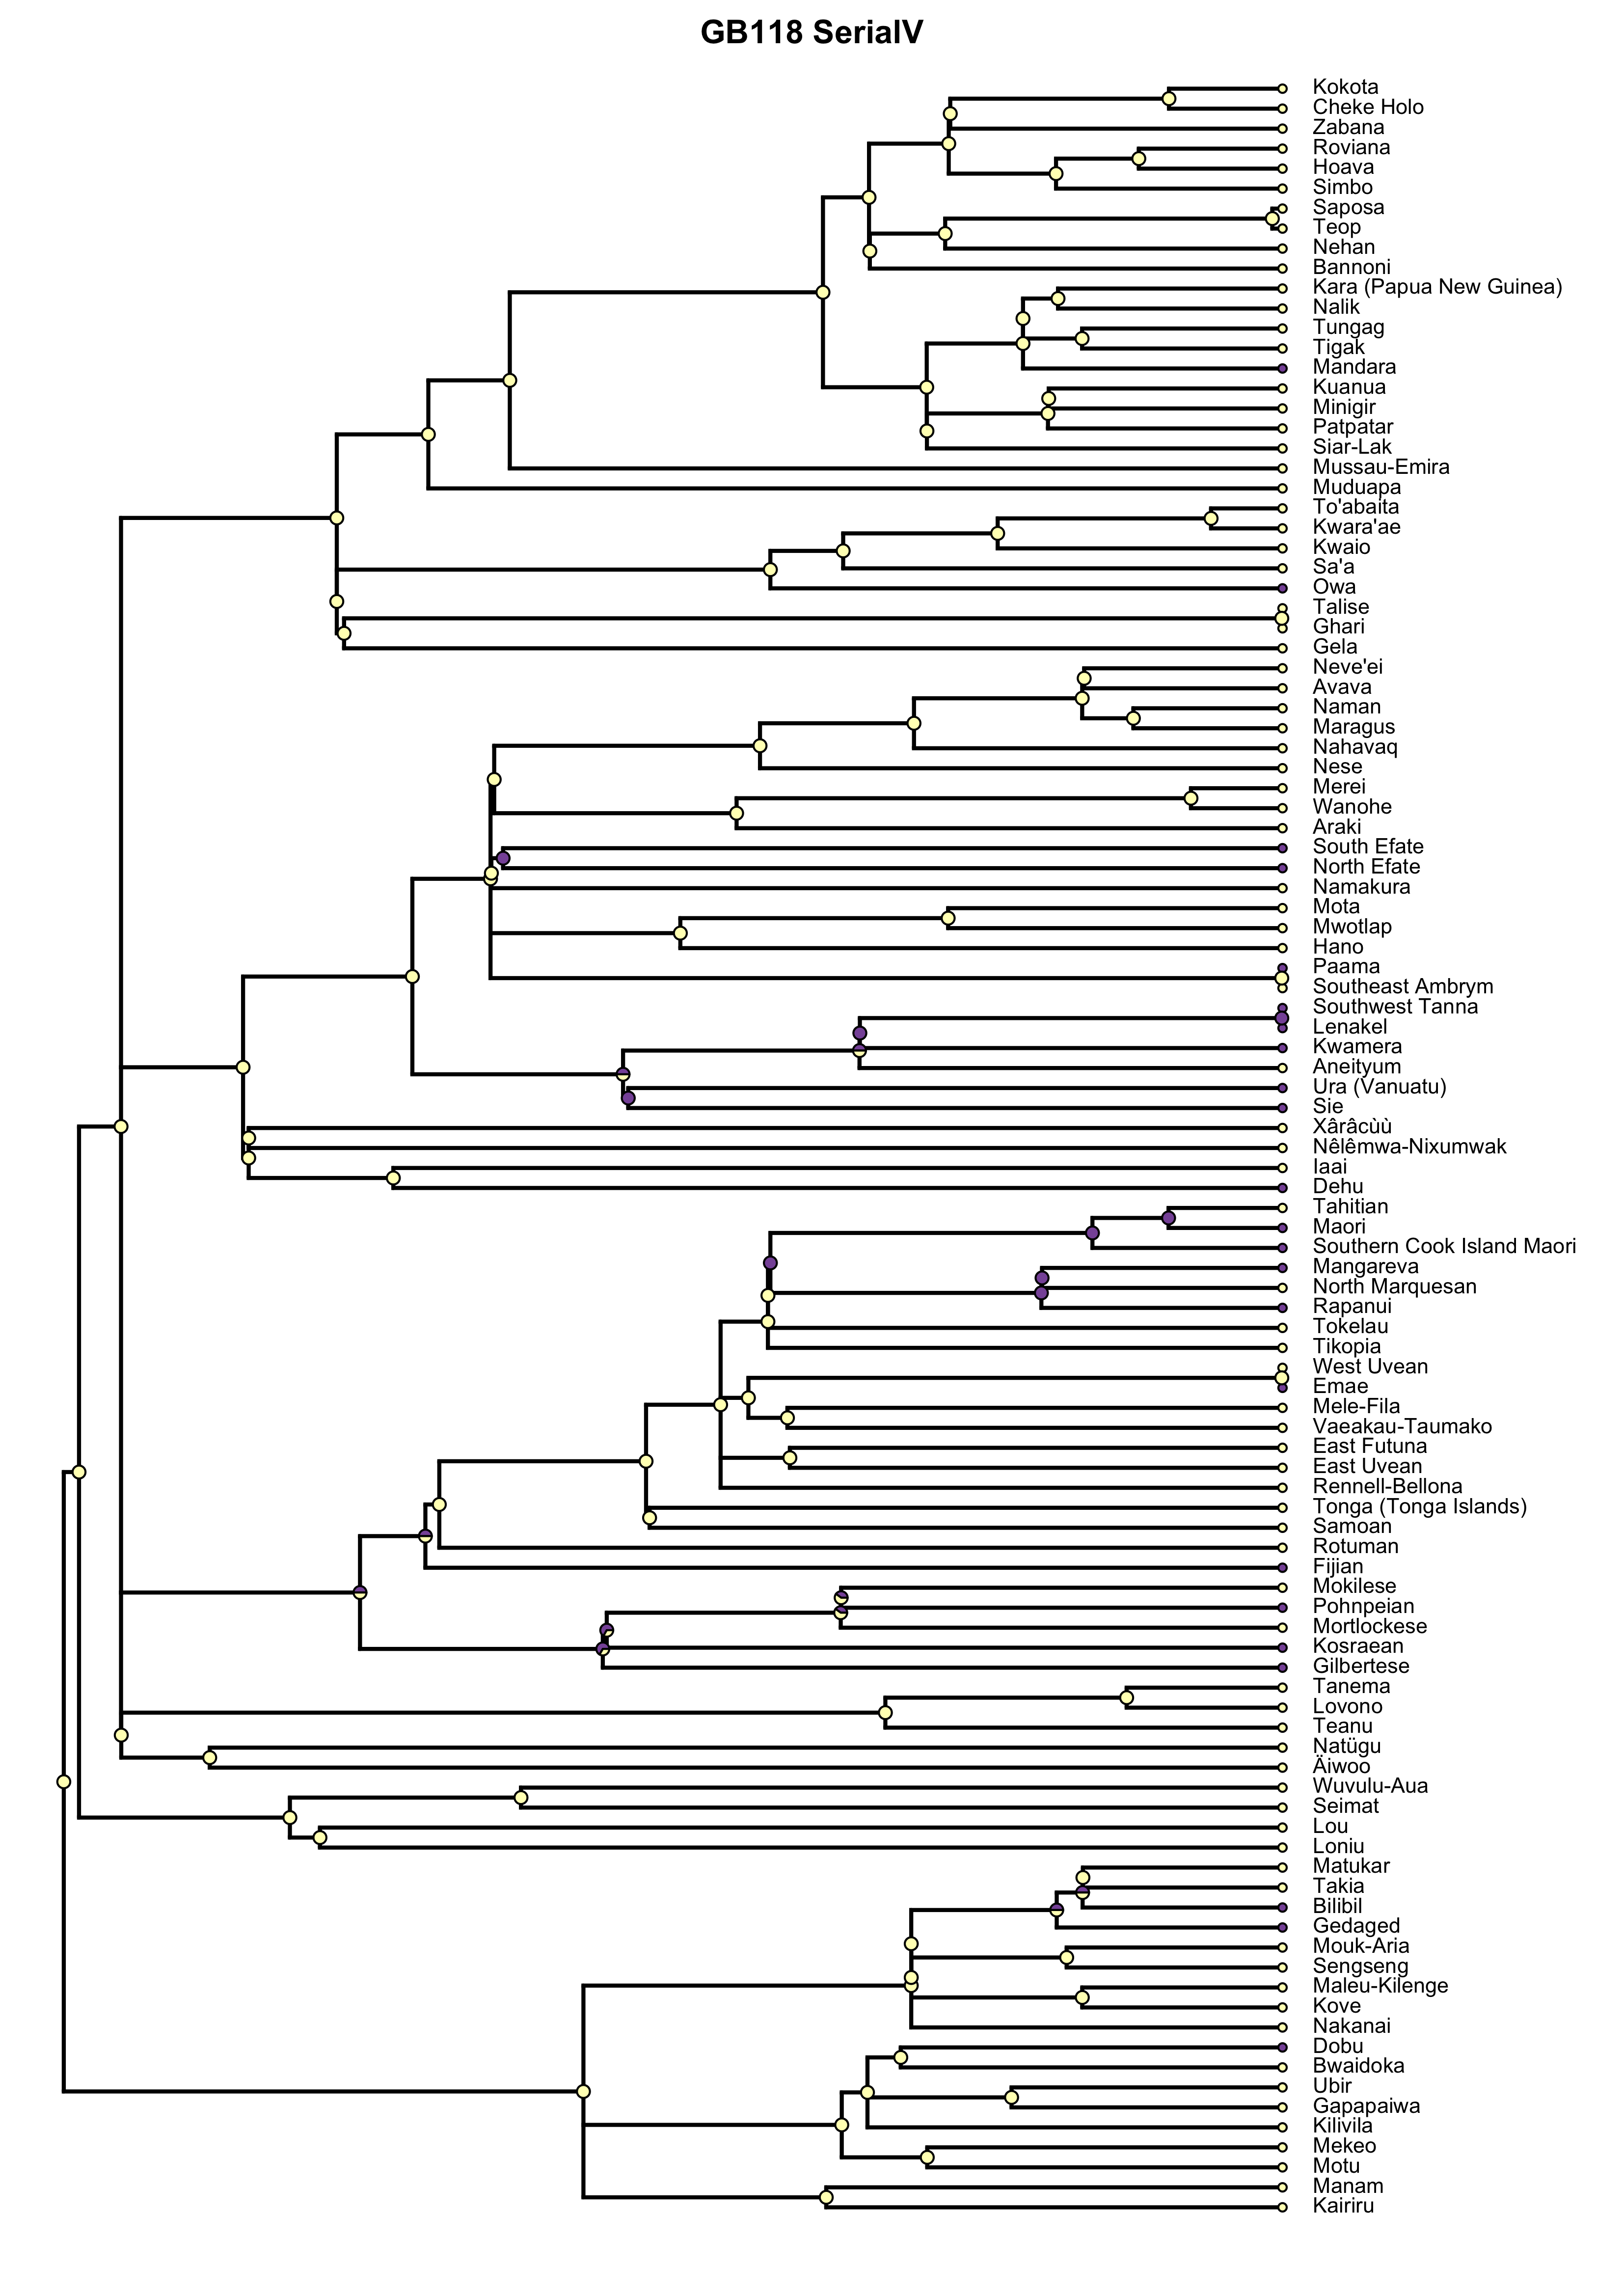 GB118 SerialV
Kokota
Cheke Holo
Zabana
Roviana
Hoava
Simbo
Saposa
Teop
Nehan
Bannoni
Kara (Papua New Guinea)
Nalik
Tungag
Tigak
Mandara
Kuanua
Minigir
Patpatar
Siar-Lak
Mussau-Emira
Muduapa
To'abaita
Kwara'ae
Kwaio
Sa'a
Owa
Talise
Ghari
Gela
Neve'ei
Avava
Naman
Maragus
Nahavaq
Nese
Merei
Wanohe
Araki
South Efate
North Efate
Namakura
Mota
Mwotlap
Hano
Paama
Southeast Ambrym
Southwest Tanna
Lenakel
Kwamera
Aneityum
Ura (Vanuatu)
Sie
Xârâcùù
Nêlêmwa-Nixumwak
Iaai
Dehu
Tahitian
Maori
Southern Cook Island Maori
Mangareva
North Marquesan
Rapanui
Tokelau
Tikopia
West Uvean
Emae
Mele-Fila
Vaeakau-Taumako
East Futuna
East Uvean
Rennell-Bellona
Tonga (Tonga Islands)
Samoan
Rotuman
Fijian
Mokilese
Pohnpeian
Mortlockese
Kosraean
Gilbertese
Tanema
Lovono
Teanu
Natügu
Äiwoo
Wuvulu-Aua
Seimat
Lou
Loniu
Matukar
Takia
Bilibil
Gedaged
Mouk-Aria
Sengseng
Maleu-Kilenge
Kove
Nakanai
Dobu
Bwaidoka
Ubir
Gapapaiwa
Kilivila
Mekeo
Motu
Manam
Kairiru